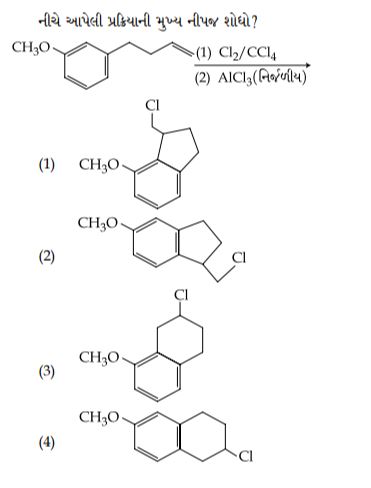 નીચે આપેલી પ્રક્રિયાની મુખ્ય નીપજ શોધો?
CH₃O
(1) Cl₂/CCl₄
(2) AlCl₃(નિર્જળીય)
Cl
(1) CH₃O
CH₃O
(2) Cl
Cl
(3) CH₃O
CH₃O
(4) Cl